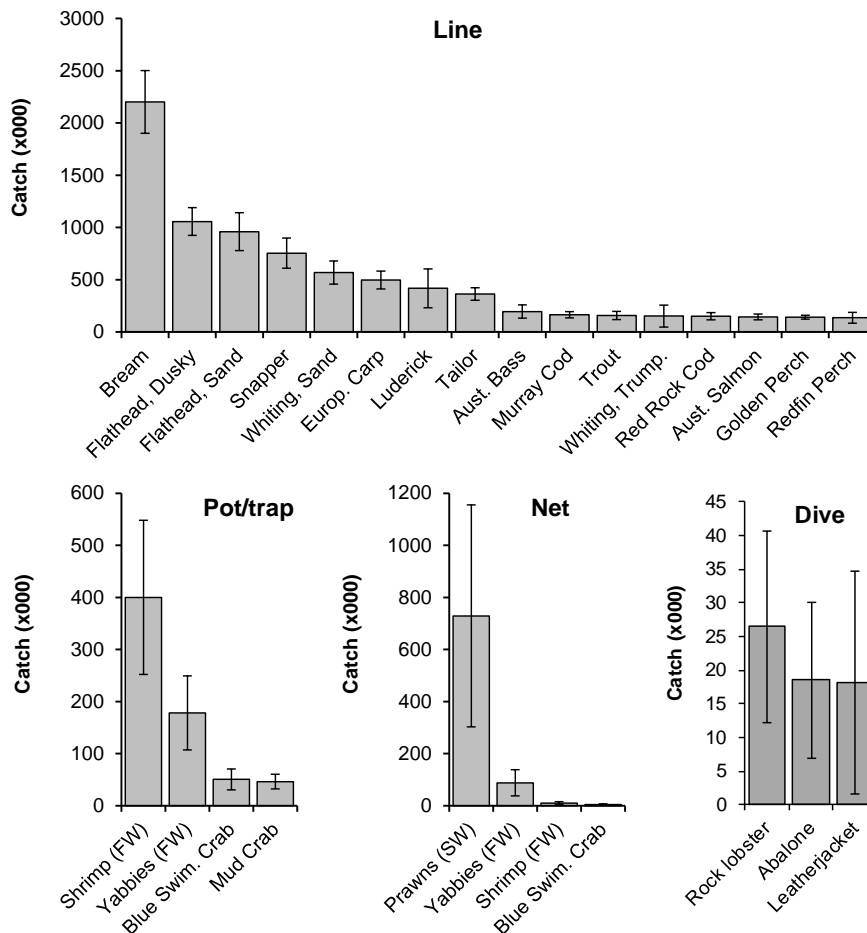 Line
Catch (x000)
3000
2500
2000
1500
1000
500
0
Bream
Flathead, Dusky
Flathead, Sand
Snapper
Whiting, Sand
Europ. Carp
Luderick
Tailor
Aust. Bass
Murray Cod
Trout
Whiting, Trump.
Red Rock Cod
Aust. Salmon
Golden Perch
Redfin Perch
Pot/trap
Catch (x000)
600
500
400
300
200
100
0
Shrimp (FW)
Yabbies (FW)
Blue Swim. Crab
Mud Crab
Net
Catch (x000)
1200
1000
800
600
400
200
0
Prawns (SW)
Yabbies (FW)
Shrimp (FW)
Blue Swim. Crab
Dive
Catch (x000)
45
40
35
30
25
20
15
10
5
0
Rock lobster
Abalone
Leatherjacket